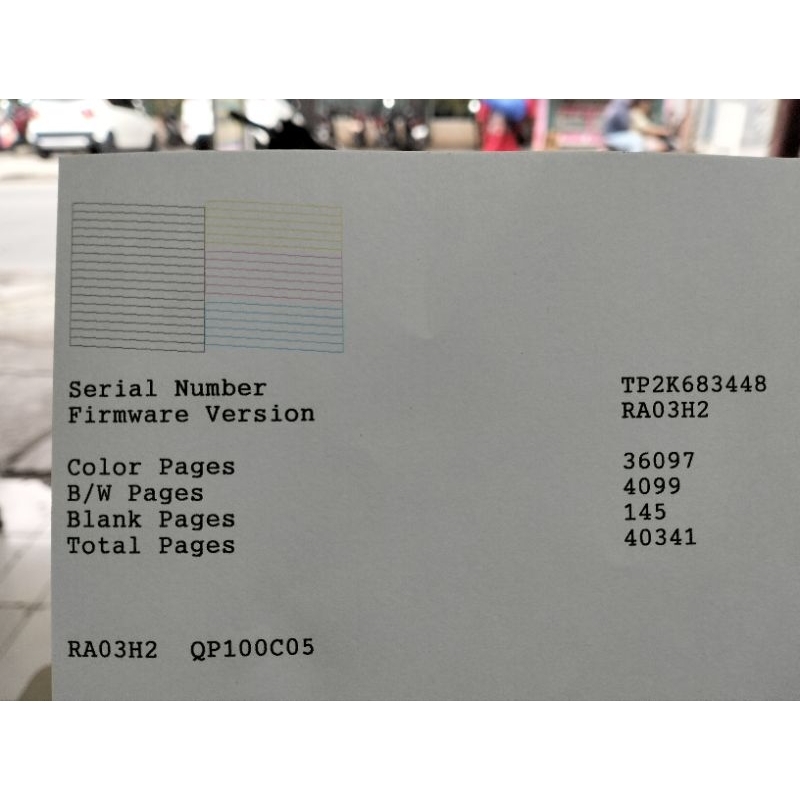 Serial Number TP2K683448
Firmware Version RA03H2
Color Pages 36097
B/W Pages 4099
Blank Pages 145
Total Pages 40341
RA03H2 QP100C05